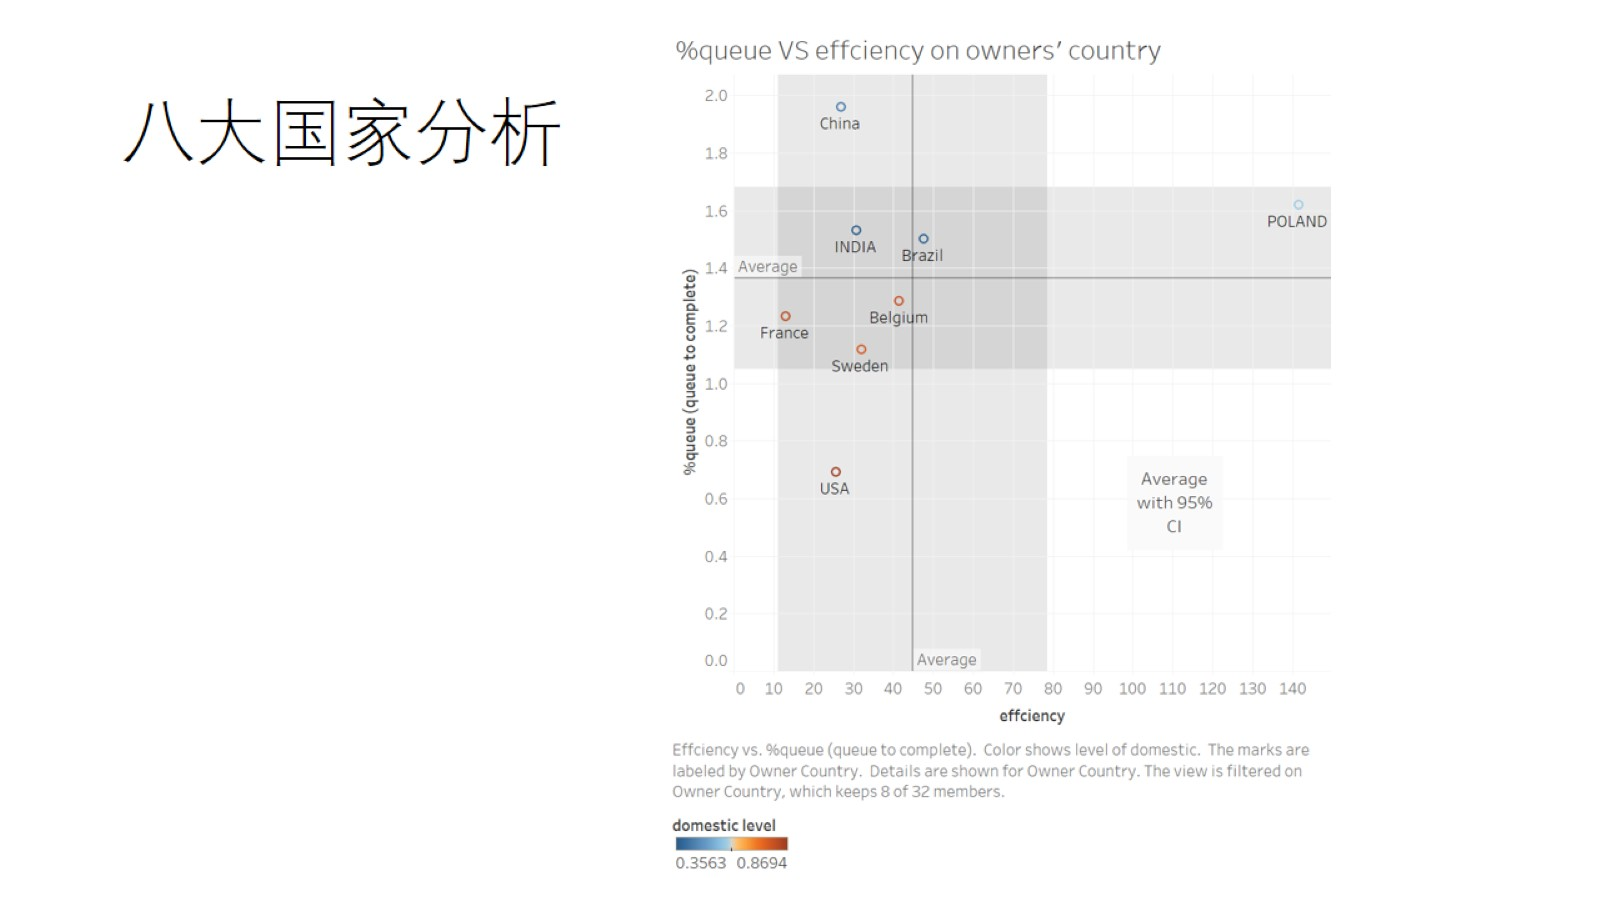 八大国家分析
%queue VS effciency on owners' country
2.0
1.8
1.6
1.4
1.2
1.0
0.8
0.6
0.4
0.2
0.0
%queue (queue to complete)
China
POLAND
INDIA
Brazil
Average
Belgium
France
Sweden
USA
Average
with 95%
CI
Average
0 10 20 30 40 50 60 70 80 90 100 110 120 130 140
effciency
Effciency vs. %queue (queue to complete). Color shows level of domestic. The marks are
labeled by Owner Country. Details are shown for Owner Country. The view is filtered on
Owner Country, which keeps 8 of 32 members.
domestic level
0.3563 0.8694